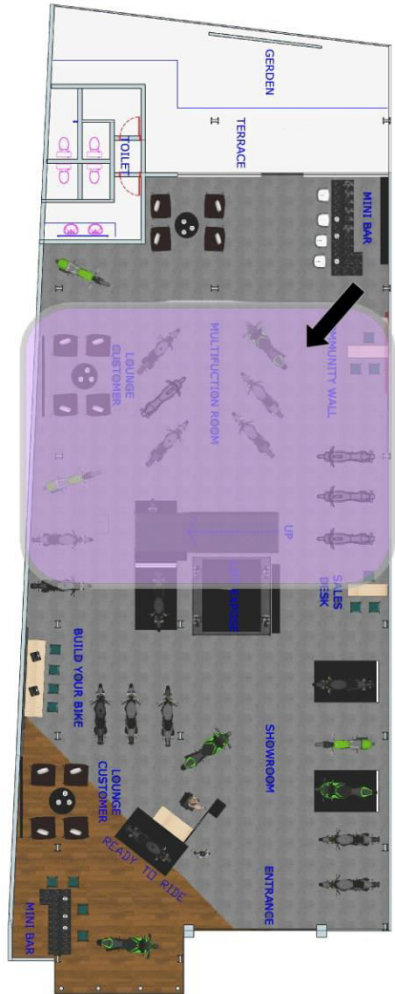 GERDEN
TERRACE
TOILET
MINI BAR
MMUNITY WALL
MULTIFUCTION ROOM
LOUNGE
CUSTOMER
UP
SALES
DESK
BUILD YOUR BIKE
SHOWROOM
LOUNGE
CUSTOMER
READY TO RIDE
ENTRANCE
MINI BAR